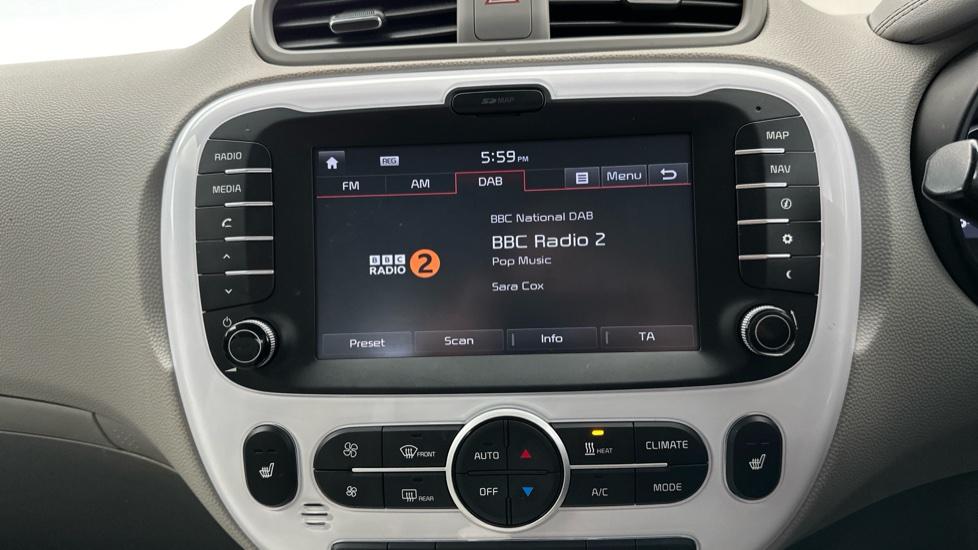 SD MAP
RADIO
MEDIA
REG
5:59 PM
FM AM DAB Menu
BBC National DAB
BBC Radio 2
Pop Music
Sara Cox
BBC
RADIO 2
Preset Scan Info TA
MAP
NAV
FRONT
REAR
AUTO
OFF
HEAT
A/C
CLIMATE
MODE